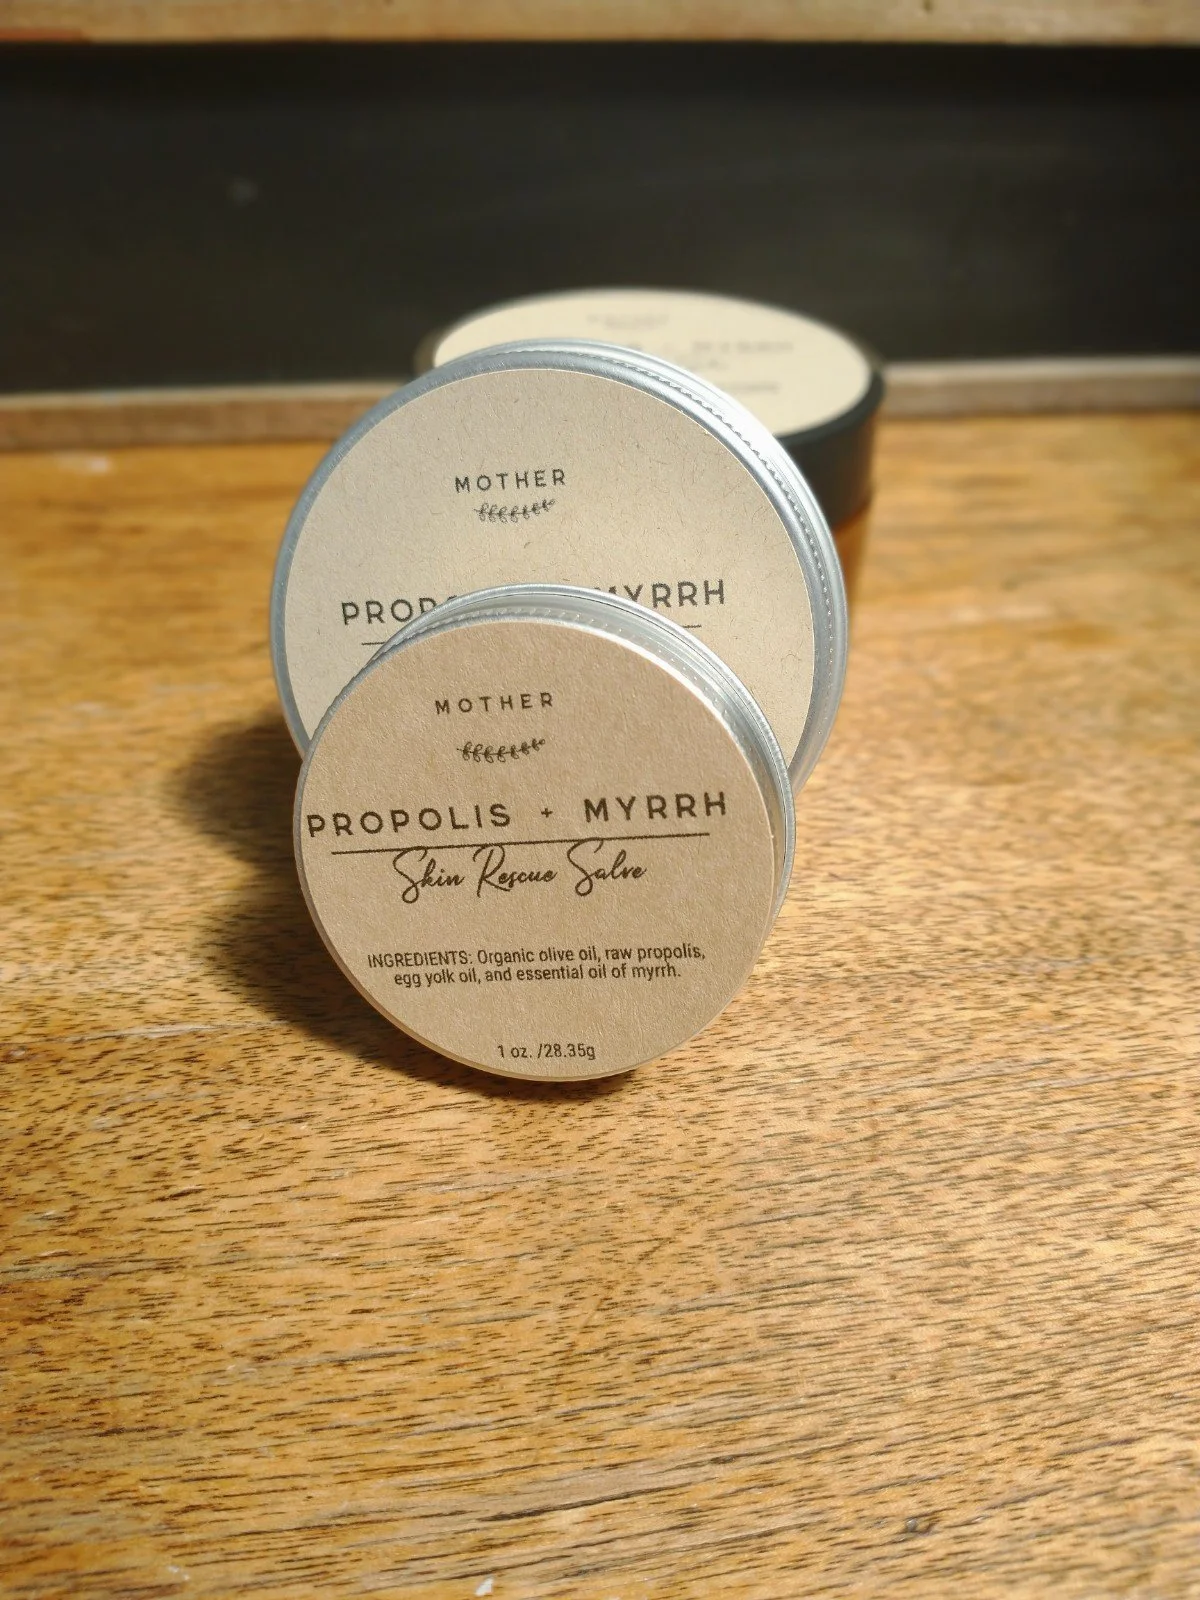 MOTHER
MYRRH
MOTHER
PROPOLIS + MYRRH
Skin Rescue Salve
INGREDIENTS: Organic olive oil, raw propolis,
egg yolk oil, and essential oil of myrrh.
1 oz. /28.35g